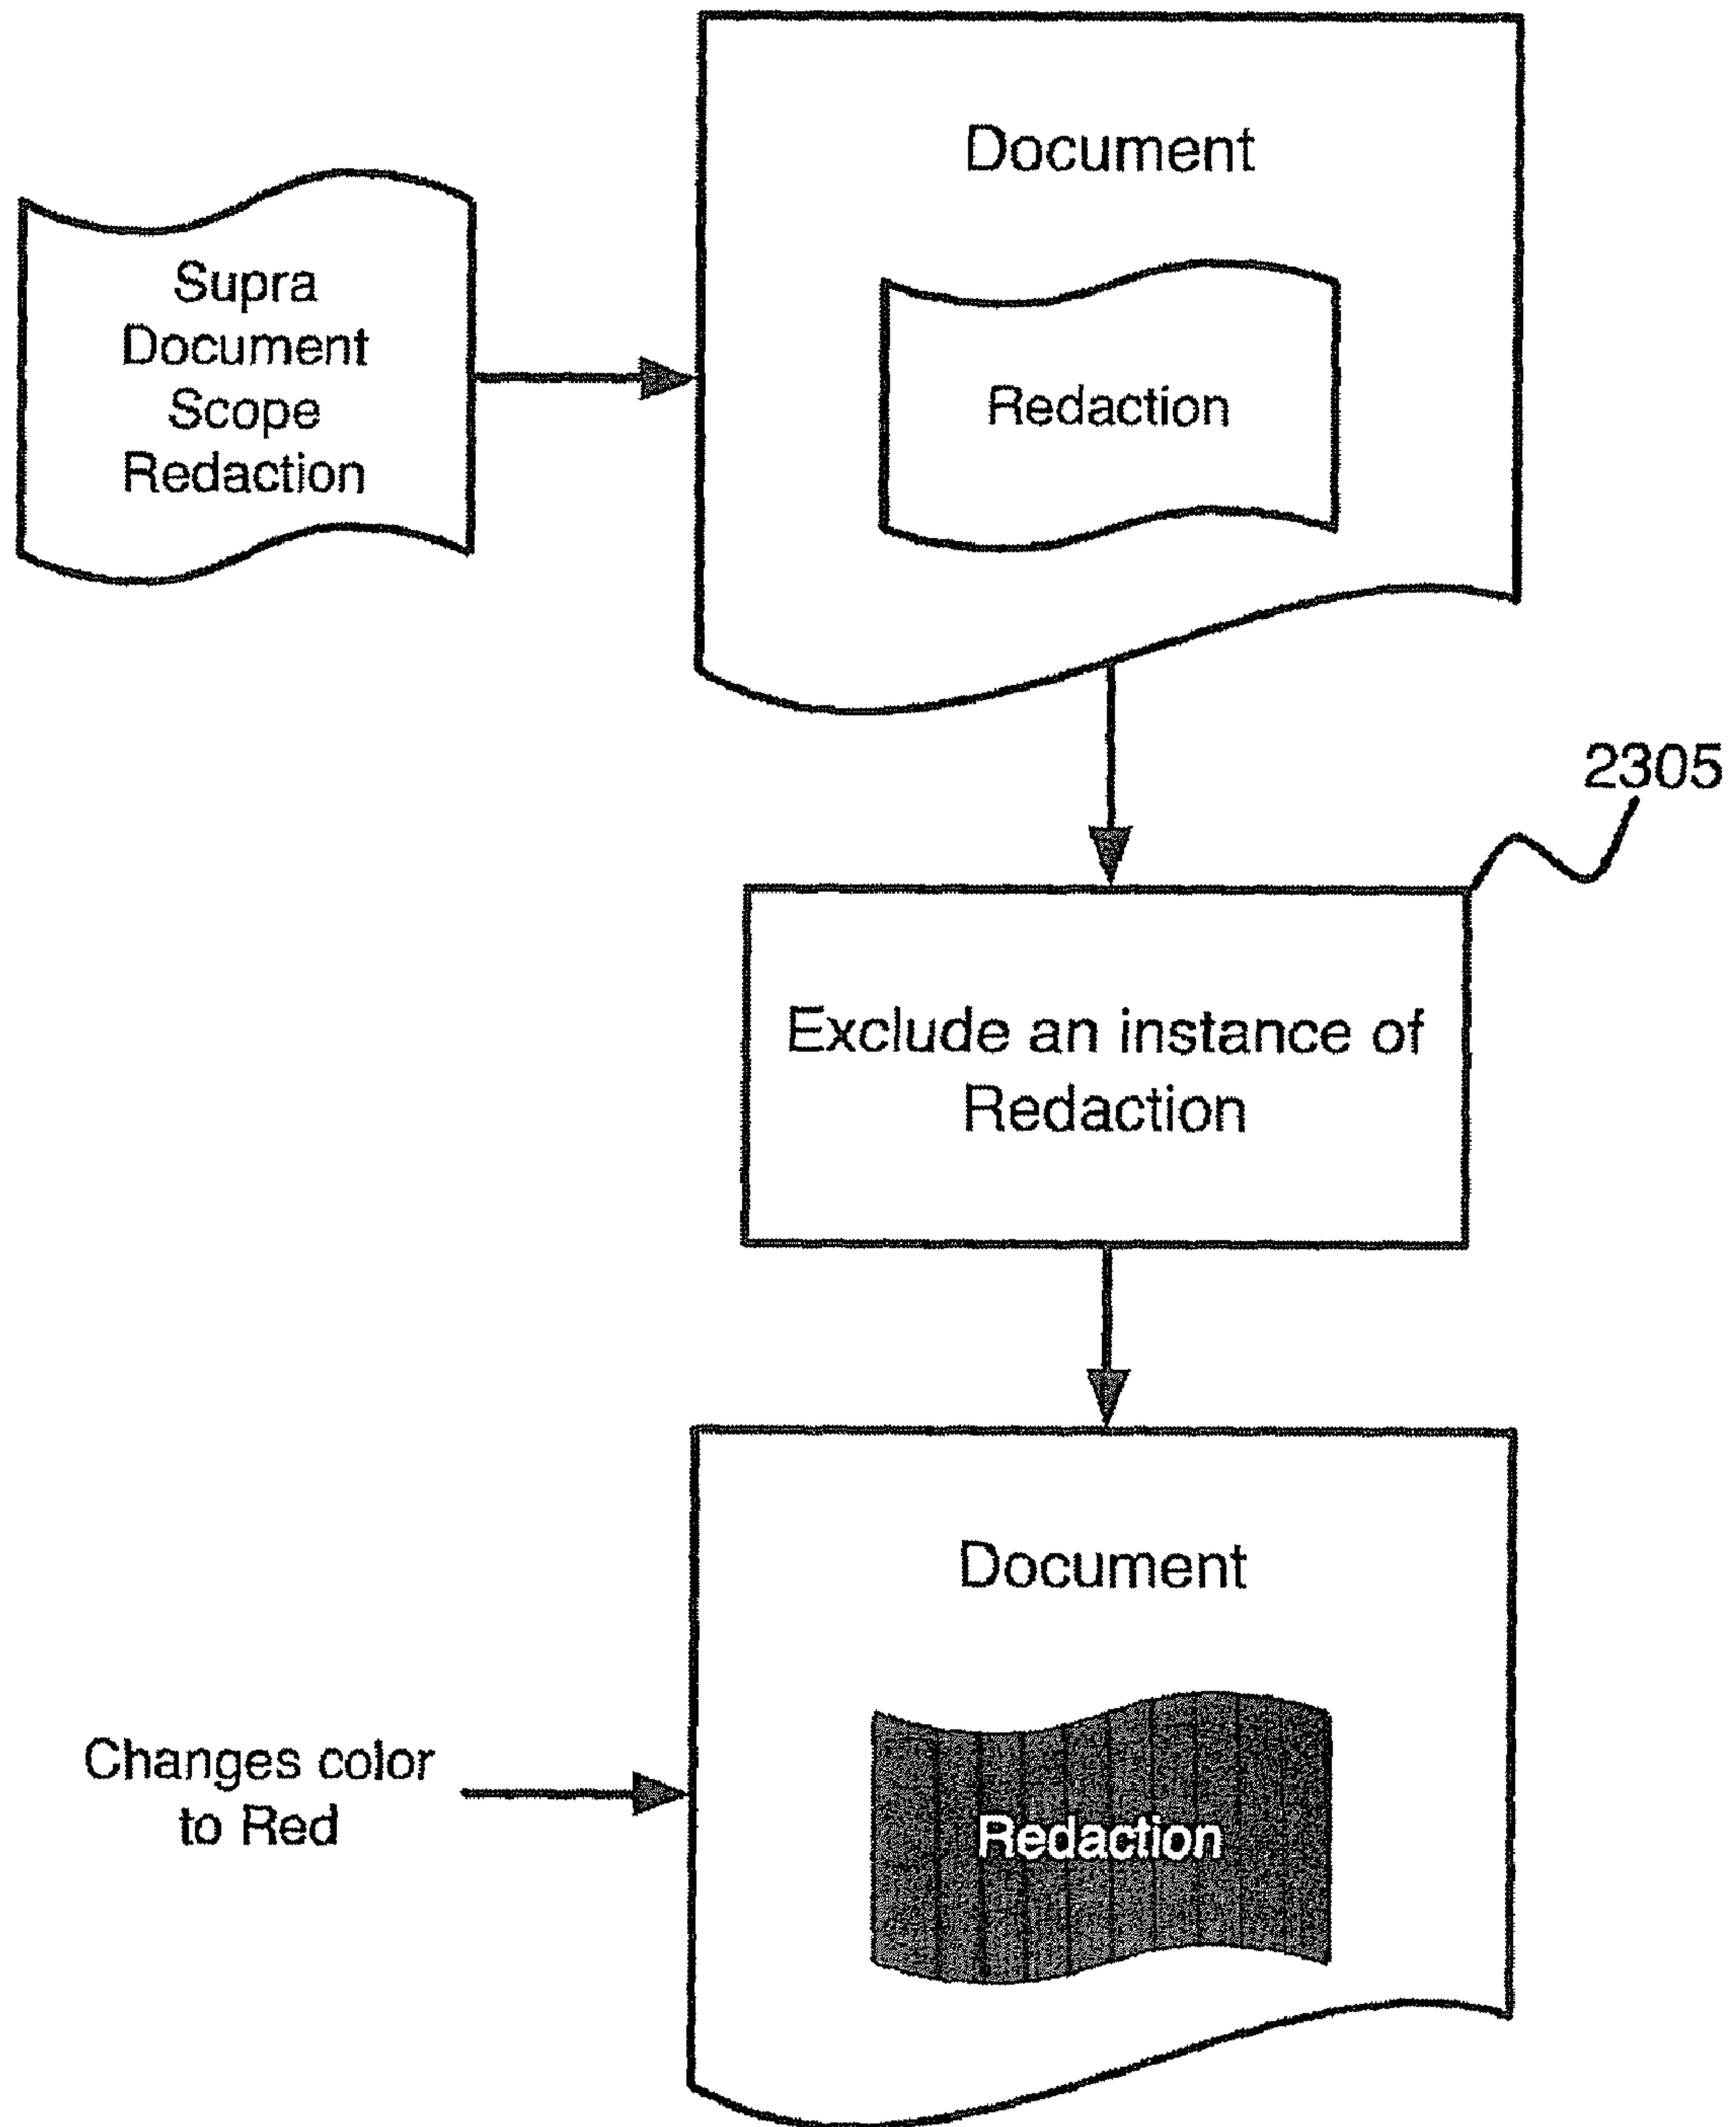 Document
Supra
Document
Scope
Redaction
Redaction
2305
Exclude an instance of
Redaction
Document
Changes color
to Red
Redaction